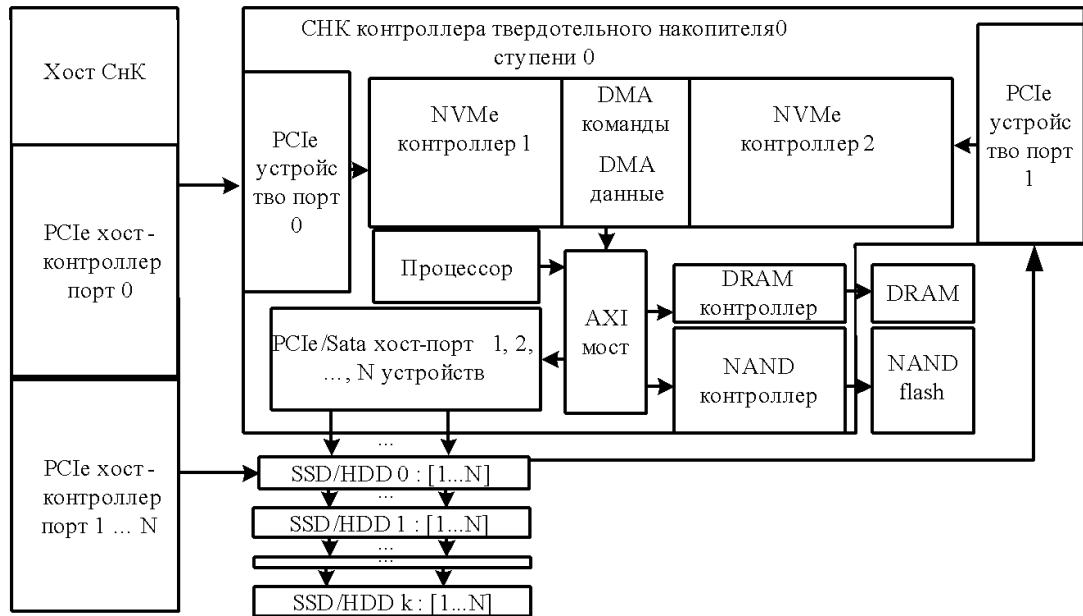 СНК контроллера твердотельного накопителя0
ступени 0
Хост СнК
PCIe хост-
контроллер
порт 0
PCIe хост-
контроллер
порт 1 ... N
PCIe
устройс
тво порт
0
NVMe
контроллер 1
DMA
команды
DMA
данные
NVMe
контроллер 2
PCIe
устройс
тво порт
1
Процессор
AXI
мост
DRAM
контроллер
DRAM
PCIe/Sata хост-порт 1, 2,
..., N устройств
NAND
контроллер
NAND
flash
...
SSD/HDD 0 : [1...N]
...
SSD/HDD 1 : [1...N]
...
...
SSD/HDD k : [1...N]